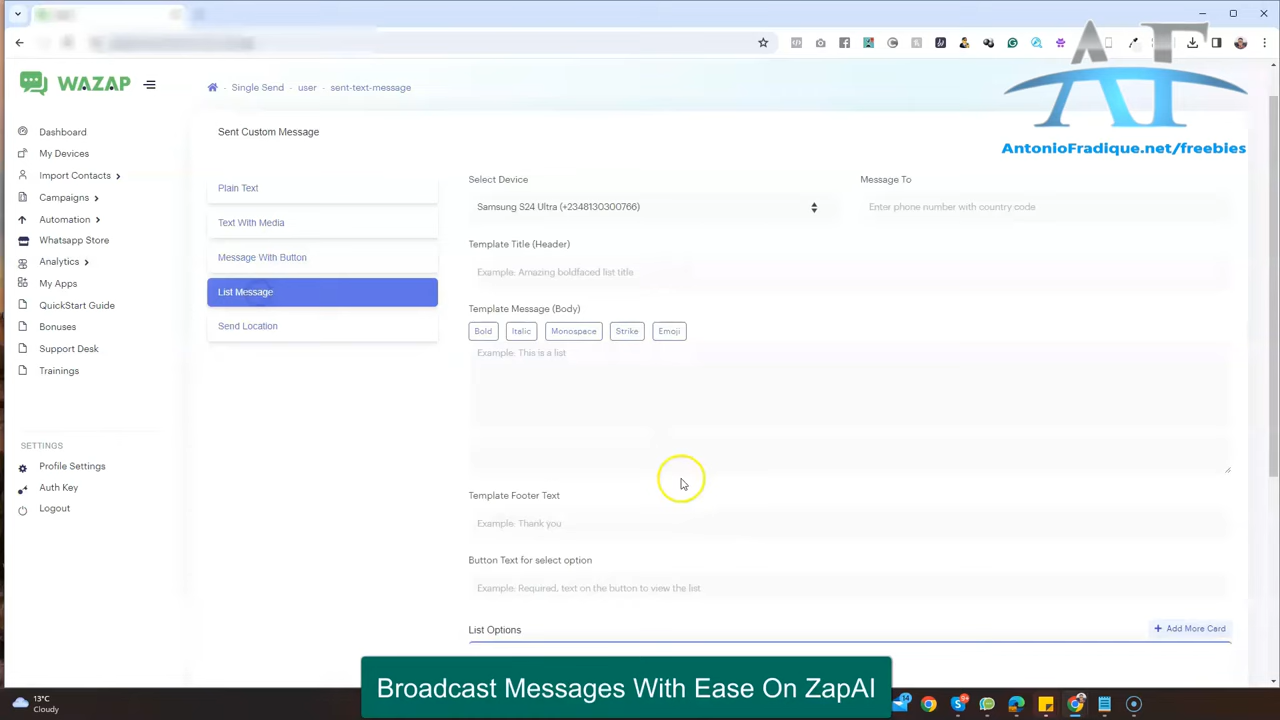 WAZAP
Single Send
user
sent-text-message
AF
AntonioFradique.net/freebies
Dashboard
My Devices
Import Contacts
Campaigns
Automation
Whatsapp Store
Analytics
My Apps
QuickStart Guide
Bonuses
Support Desk
Trainings
SETTINGS
Profile Settings
Auth Key
Logout
Sent Custom Message
Plain Text
Text With Media
Message With Button
List Message
Send Location
Select Device
Message To
Samsung S24 Ultra (+2348130300766)
Enter phone number with country code
Template Title (Header)
Example: Amazing boldfaced list title
Template Message (Body)
Bold Italic Monospace Strike Emoji
Example: This is a list
Template Footer Text
Example: Thank you
Button Text for select option
Example: Required, text on the button to view the list
List Options
+ Add More Card
Broadcast Messages With Ease On ZapAI
13°C
Cloudy
14